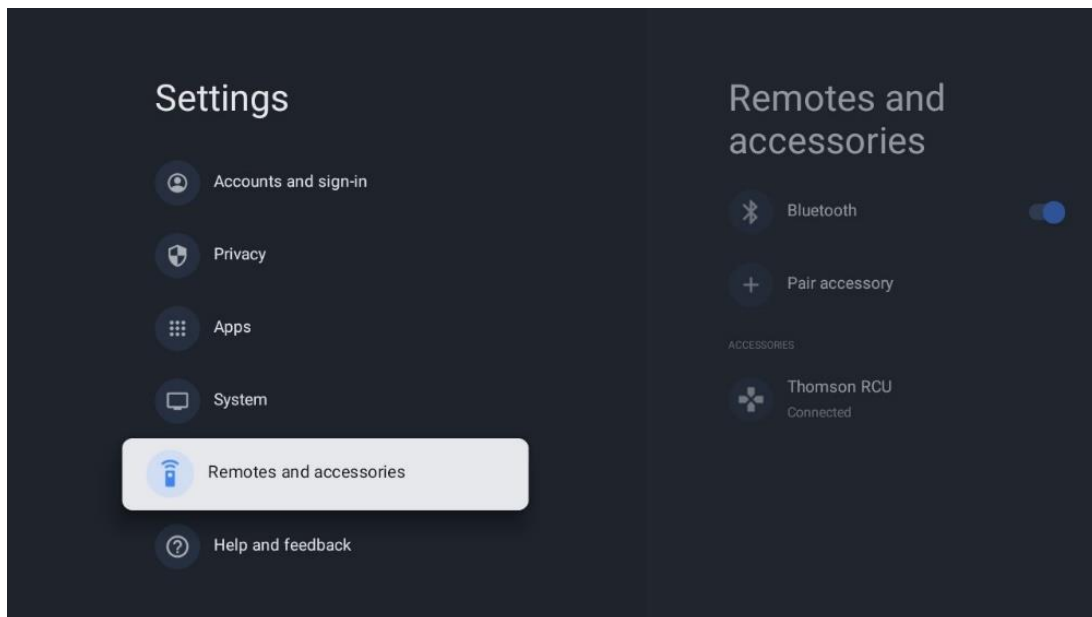 Settings
Accounts and sign-in
Privacy
Apps
System
Remotes and accessories
Help and feedback
Remotes and
accessories
Bluetooth
Pair accessory
ACCESSORIES
Thomson RCU
Connected